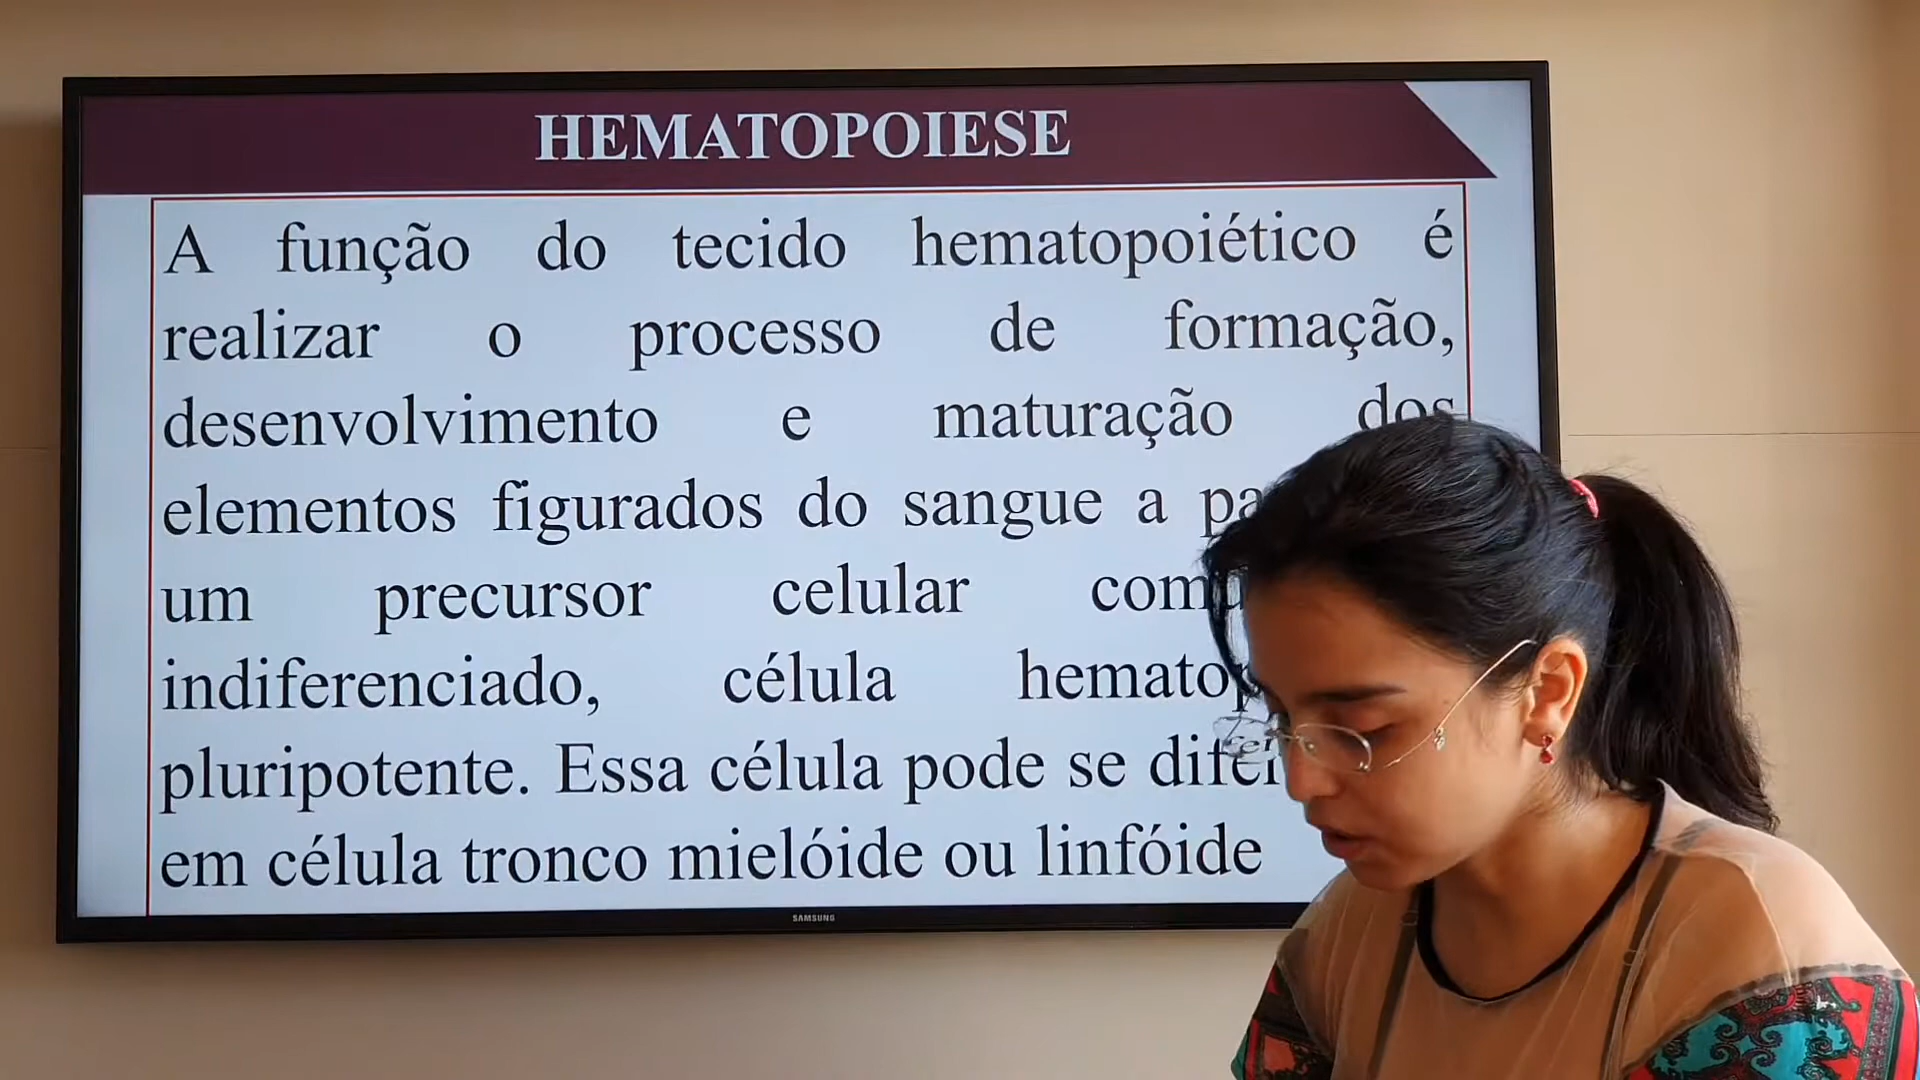 HEMATOPOIESE
A função do tecido hematopoiético é
realizar o processo de formação,
desenvolvimento e maturação dos
elementos figurados do sangue a
um precursor celular
indiferenciado, célula
pluripotente. Essa célula pode se
em célula tronco mielóide ou linfóide
SAMSUNG